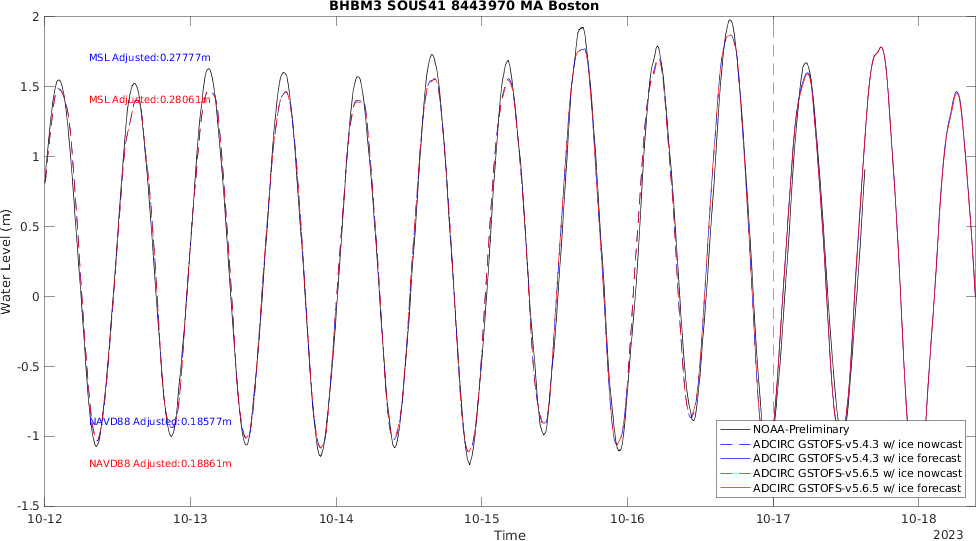 BHBM3 SOUS41 8443970 MA Boston
2
MSL Adjusted:0.27777m
1.5
MSL Adjusted:0.28061m
1
0.5
Water Level (m)
0
-0.5
NAVD88 Adjusted:0.18577m
-1
NAVD88 Adjusted:0.18861m
-1.5
NOAA-Preliminary
ADCIRC GSTOFS-v5.4.3 w/ ice nowcast
ADCIRC GSTOFS-v5.4.3 w/ ice forecast
ADCIRC GSTOFS-v5.6.5 w/ ice nowcast
ADCIRC GSTOFS-v5.6.5 w/ ice forecast
10-12 10-13 10-14 10-15 10-16 10-17 10-18
Time
2023